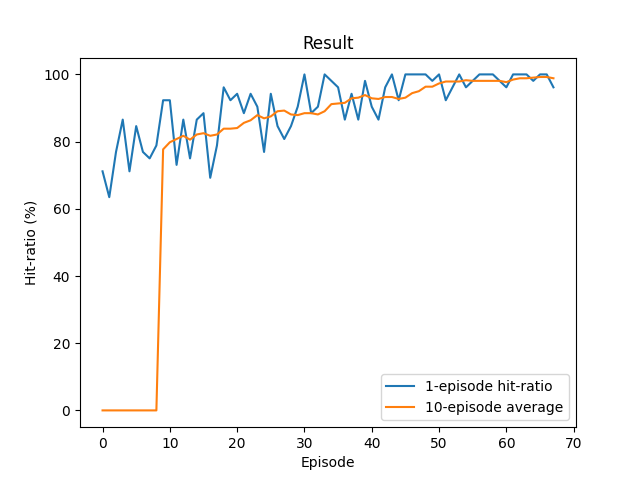 Result
Hit-ratio (%)
100
80
60
40
20
0
0 10 20 30 40 50 60 70
Episode
1-episode hit-ratio
10-episode average